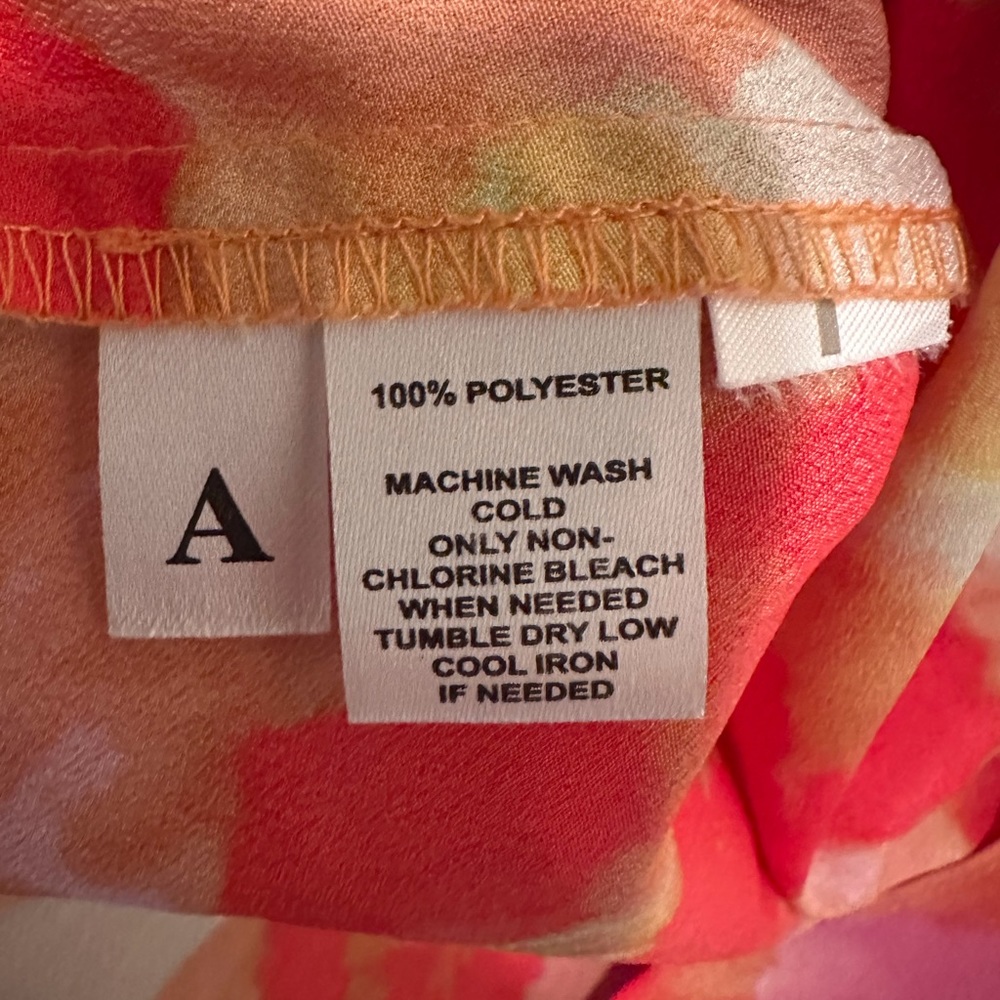 A
100% POLYESTER
MACHINE WASH
COLD
ONLY NON-
CHLORINE BLEACH
WHEN NEEDED
TUMBLE DRY LOW
COOL IRON
IF NEEDED